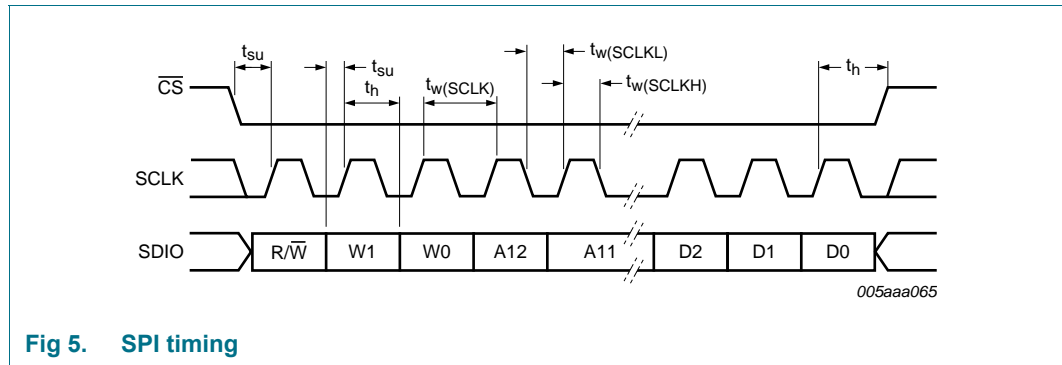 tsu
tsu
th
tw(SCLK)
tw(SCLKL)
tw(SCLKH)
th
CS
SCLK
SDIO
R/W
W1
W0
A12
A11
D2
D1
D0
005aaa065
Fig 5. SPI timing